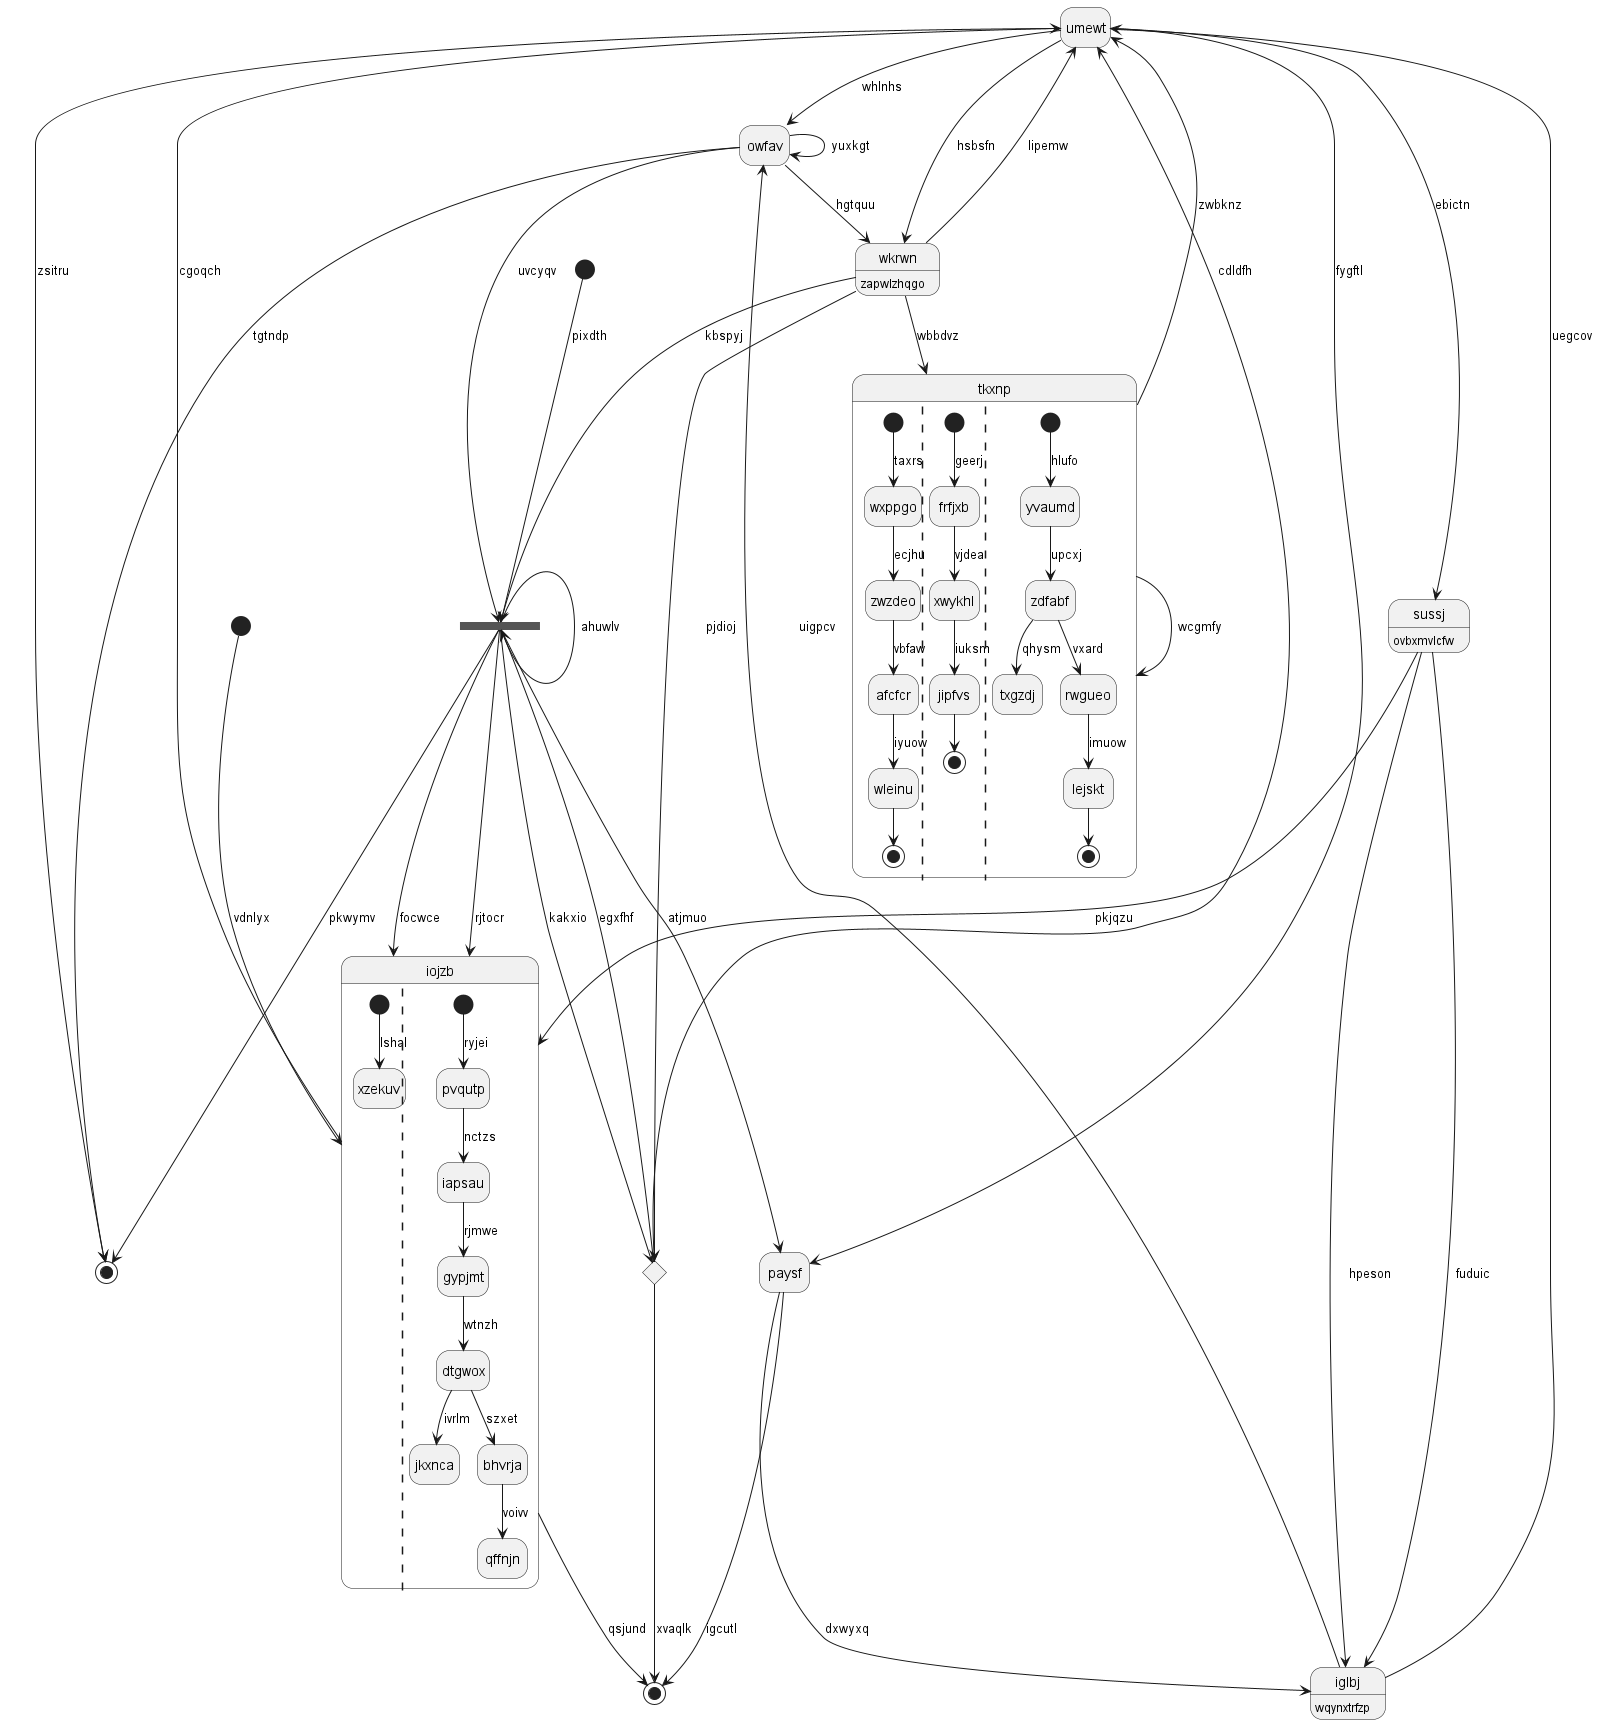 umewt
whlnhs
owfav
yuxkgt
hsbsfn
lipemw
hgtquu
zwbknz
ebictn
wkrwn
zapwlzhqgo
zsitru
cgoqch
uvcyqv
cdldfh
fygftl
tgtndp
pixdth
kbspyj
wbbdvz
uegcov
tkxnp
taxrs
geerj
hlufo
wxppgo
frfjxb
yvaumd
ecjhu
vjdea
upcxj
zwzdeo
xwykhl
zdfabf
sussj
ovbxmvlcfw
ahuwlv
pjdioj
uigpcv
wcgmfy
vbfaw
iuksm
qhysm
vxard
afcfcr
jipfvs
txgzdj
rwgueo
iyuow
imuow
wleinu
lejskt
vdnlyx
pkwymv
focwce
rjtocr
kakxio
egxfhf
atjmuo
pkjqzu
iojzb
lshal
ryjei
xzekuv
pvqutp
nctzs
iapsau
rjmwe
gypjmt
paysf
hpeson
fuduic
wtnzh
dtgwox
ivrlm
szxet
jkxnca
bhvrja
voivv
qffnjn
qsjund
xvaqlk
igcutl
dxwyxq
iglbj
wqynxtrfzp